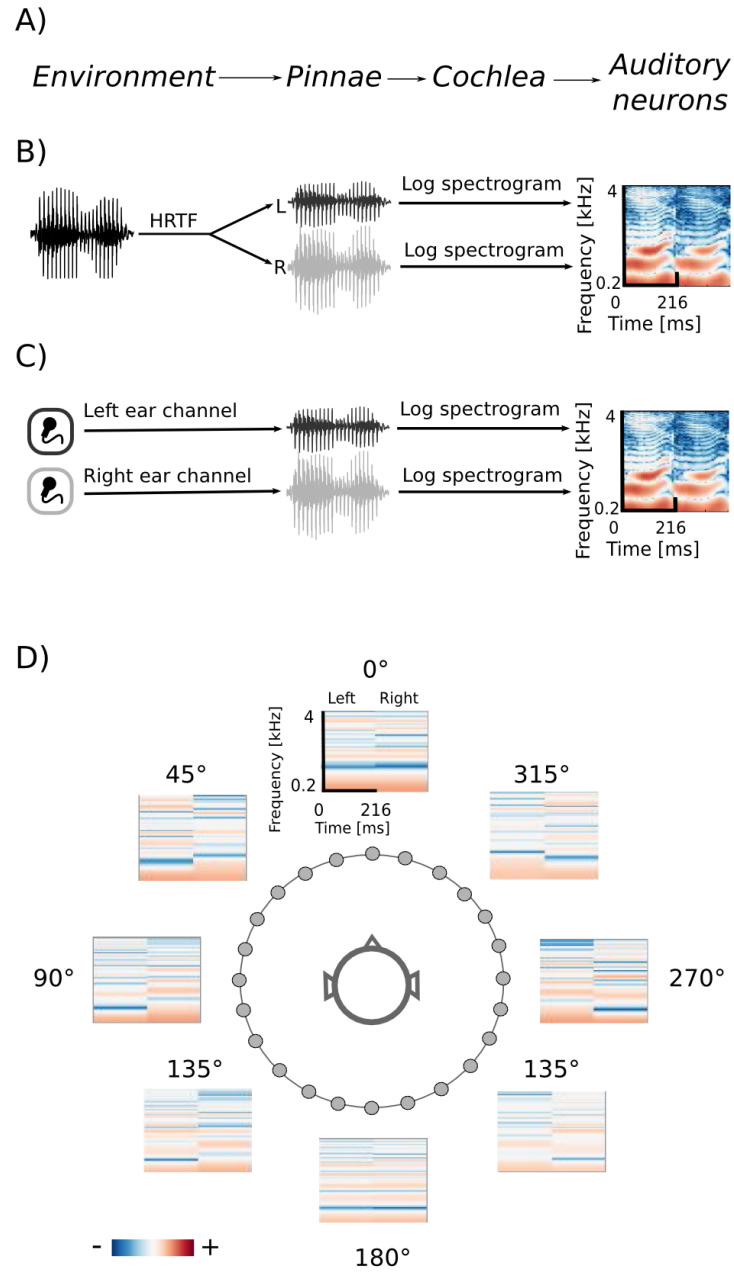 A)
Environment
Pinnae
Cochlea
Auditory
neurons
B)
HRTF
L
R
Log spectrogram
Log spectrogram
Frequency [kHz]
4
0.2
0
216
Time [ms]
C)
Left ear channel
Right ear channel
Log spectrogram
Log spectrogram
Frequency [kHz]
4
0.2
0
216
Time [ms]
D)
0°
Left
Right
Frequency [kHz]
4
0.2
0
216
Time [ms]
45°
315°
90°
270°
135°
135°
180°
-
+